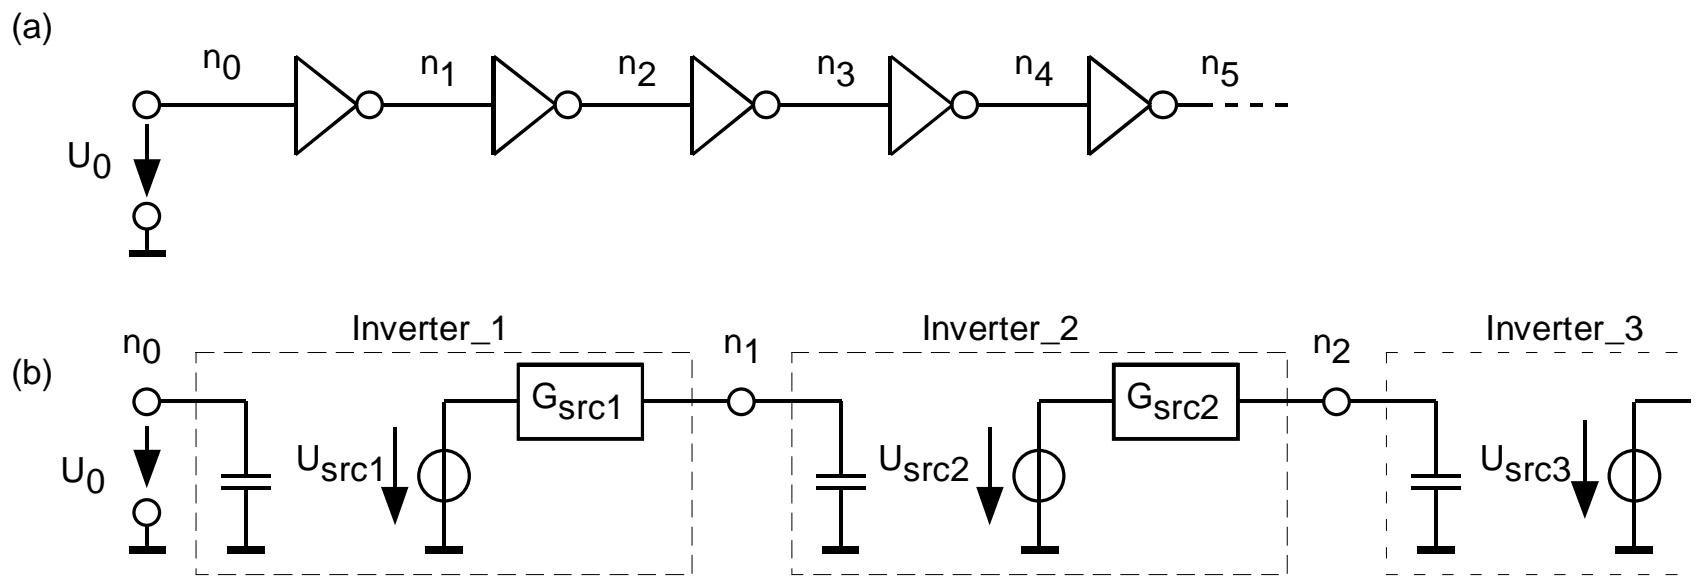 (a)
n0 n1 n2 n3 n4 n5
U0
Inverter_1 Inverter_2 Inverter_3
n0 n1 n2
(b)
Gsrc1 Gsrc2
U0 Usrc1 Usrc2 Usrc3